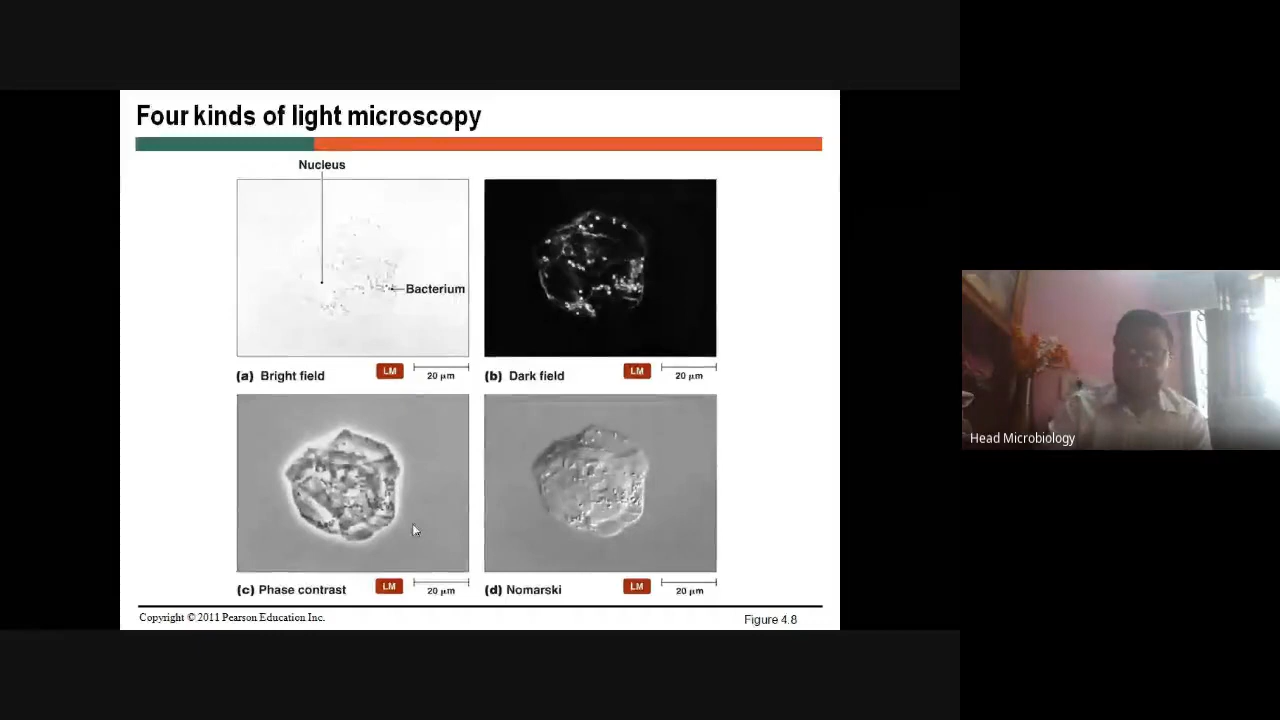 Four kinds of light microscopy
Nucleus
Bacterium
(a) Bright field
LM
20 µm
(b) Dark field
LM
20 µm
Head Microbiology
(c) Phase contrast
LM
20 µm
(d) Nomarski
LM
20 µm
Copyright © 2011 Pearson Education Inc.
Figure 4.8